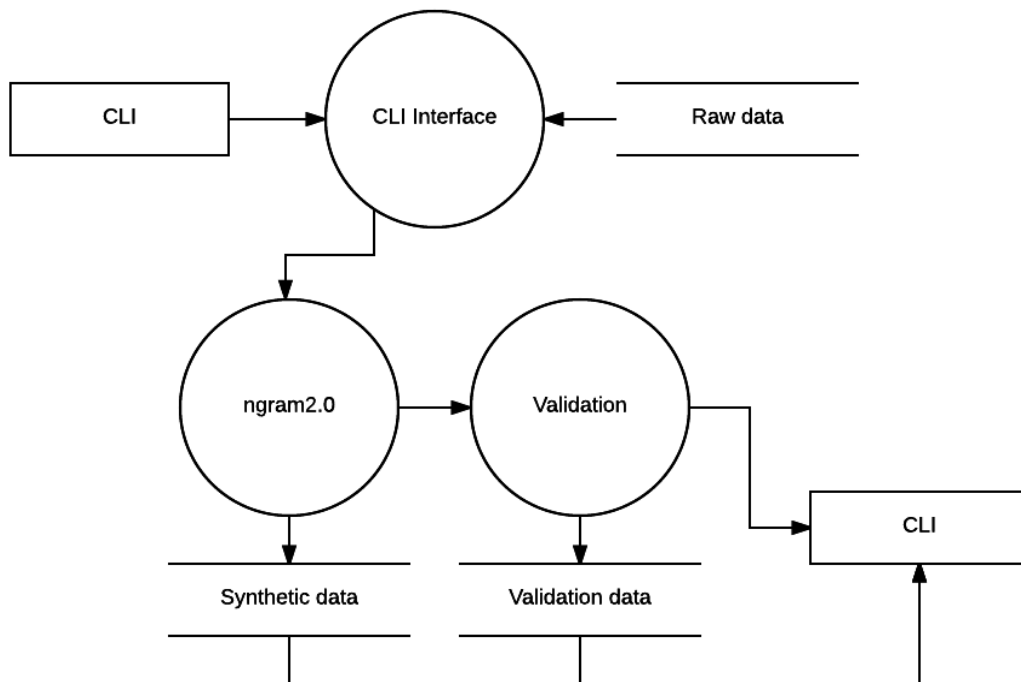 CLI
CLI Interface
Raw data
ngram2.0
Validation
CLI
Synthetic data
Validation data